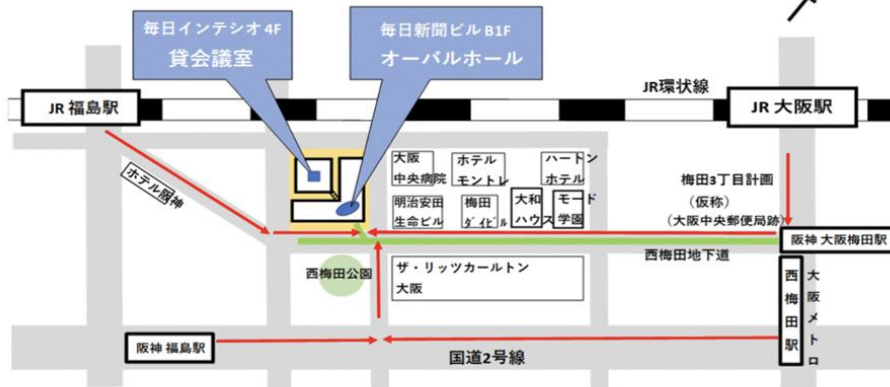 毎日インテシオ 4F
貸会議室
毎日新聞ビル B1F
オーバルホール
JR環状線
JR 福島駅
JR 大阪駅
ホテル阪神
大阪
中央病院
ホテル
モントレ
ハートン
ホテル
明治安田
生命ビル
梅田
ダイビル
大和
ハウス
モード
学園
梅田3丁目計画
（仮称）
（大阪中央郵便局跡）
阪神 大阪梅田駅
西梅田地下道
西梅田公園
ザ・リッツカールトン
大阪
西梅田駅
大阪メトロ
阪神 福島駅
国道2号線